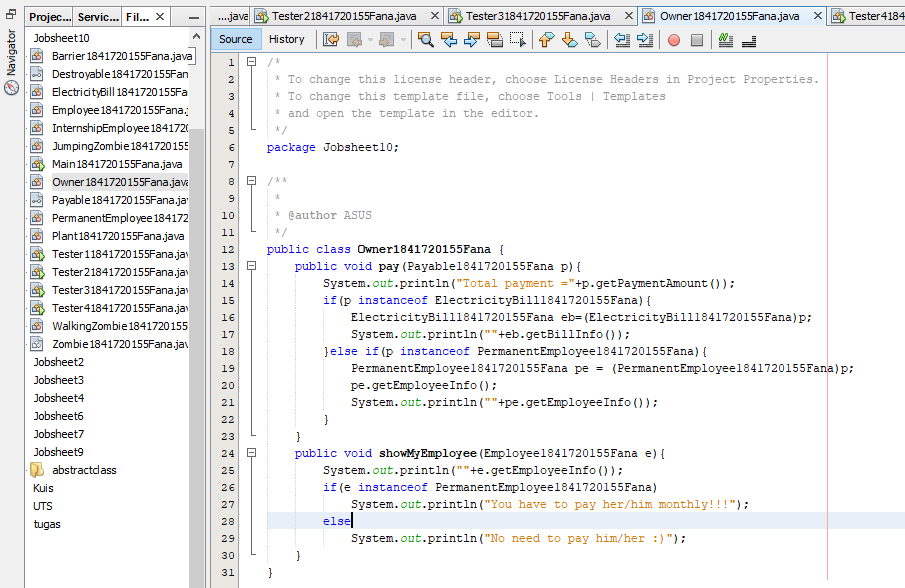 Projec... Servic... Fil... X
...java Tester21841720155Fana.java Tester31841720155Fana.java Owner1841720155Fana.java Tester4184
Navigator
Source History
Jobsheet10
Barrier1841720155Fana.java
Destroyable1841720155Fan
ElectricityBill1841720155Fa
Employee1841720155Fana.j
InternshipEmployee184172
JumpingZombie1841720155
Main1841720155Fana.java
Owner1841720155Fana.java
Payable1841720155Fana.jav
PermanentEmployee184172
Plant1841720155Fana.java
Tester11841720155Fana.jav
Tester21841720155Fana.jav
Tester31841720155Fana.jav
Tester41841720155Fana.jav
WalkingZombie1841720155
Zombie1841720155Fana.jav
Jobsheet2
Jobsheet3
Jobsheet4
Jobsheet6
Jobsheet7
Jobsheet9
abstractclass
Kuis
UTS
tugas
1 /*
2 * To change this license header, choose License Headers in Project Properties.
3 * To change this template file, choose Tools | Templates
4 * and open the template in the editor.
5 */
6 package Jobsheet10;
7
8 /**
9 *
10 * @author ASUS
11 */
12 public class Owner1841720155Fana {
13 public void pay(Payable1841720155Fana p){
14 System.out.println("Total payment ="+p.getPaymentAmount());
15 if(p instanceof ElectricityBill1841720155Fana){
16 ElectricityBill1841720155Fana eb=(ElectricityBill1841720155Fana)p;
17 System.out.println(""+eb.getBillInfo());
18 }else if(p instanceof PermanentEmployee1841720155Fana){
19 PermanentEmployee1841720155Fana pe = (PermanentEmployee1841720155Fana)p;
20 pe.getEmployeeInfo();
21 System.out.println(""+pe.getEmployeeInfo());
22 }
23 }
24 public void showMyEmployee(Employee1841720155Fana e){
25 System.out.println(""+e.getEmployeeInfo());
26 if(e instanceof PermanentEmployee1841720155Fana)
27 System.out.println("You have to pay her/him monthly!!!");
28 else
29 System.out.println("No need to pay him/her :)");
30 }
31 }